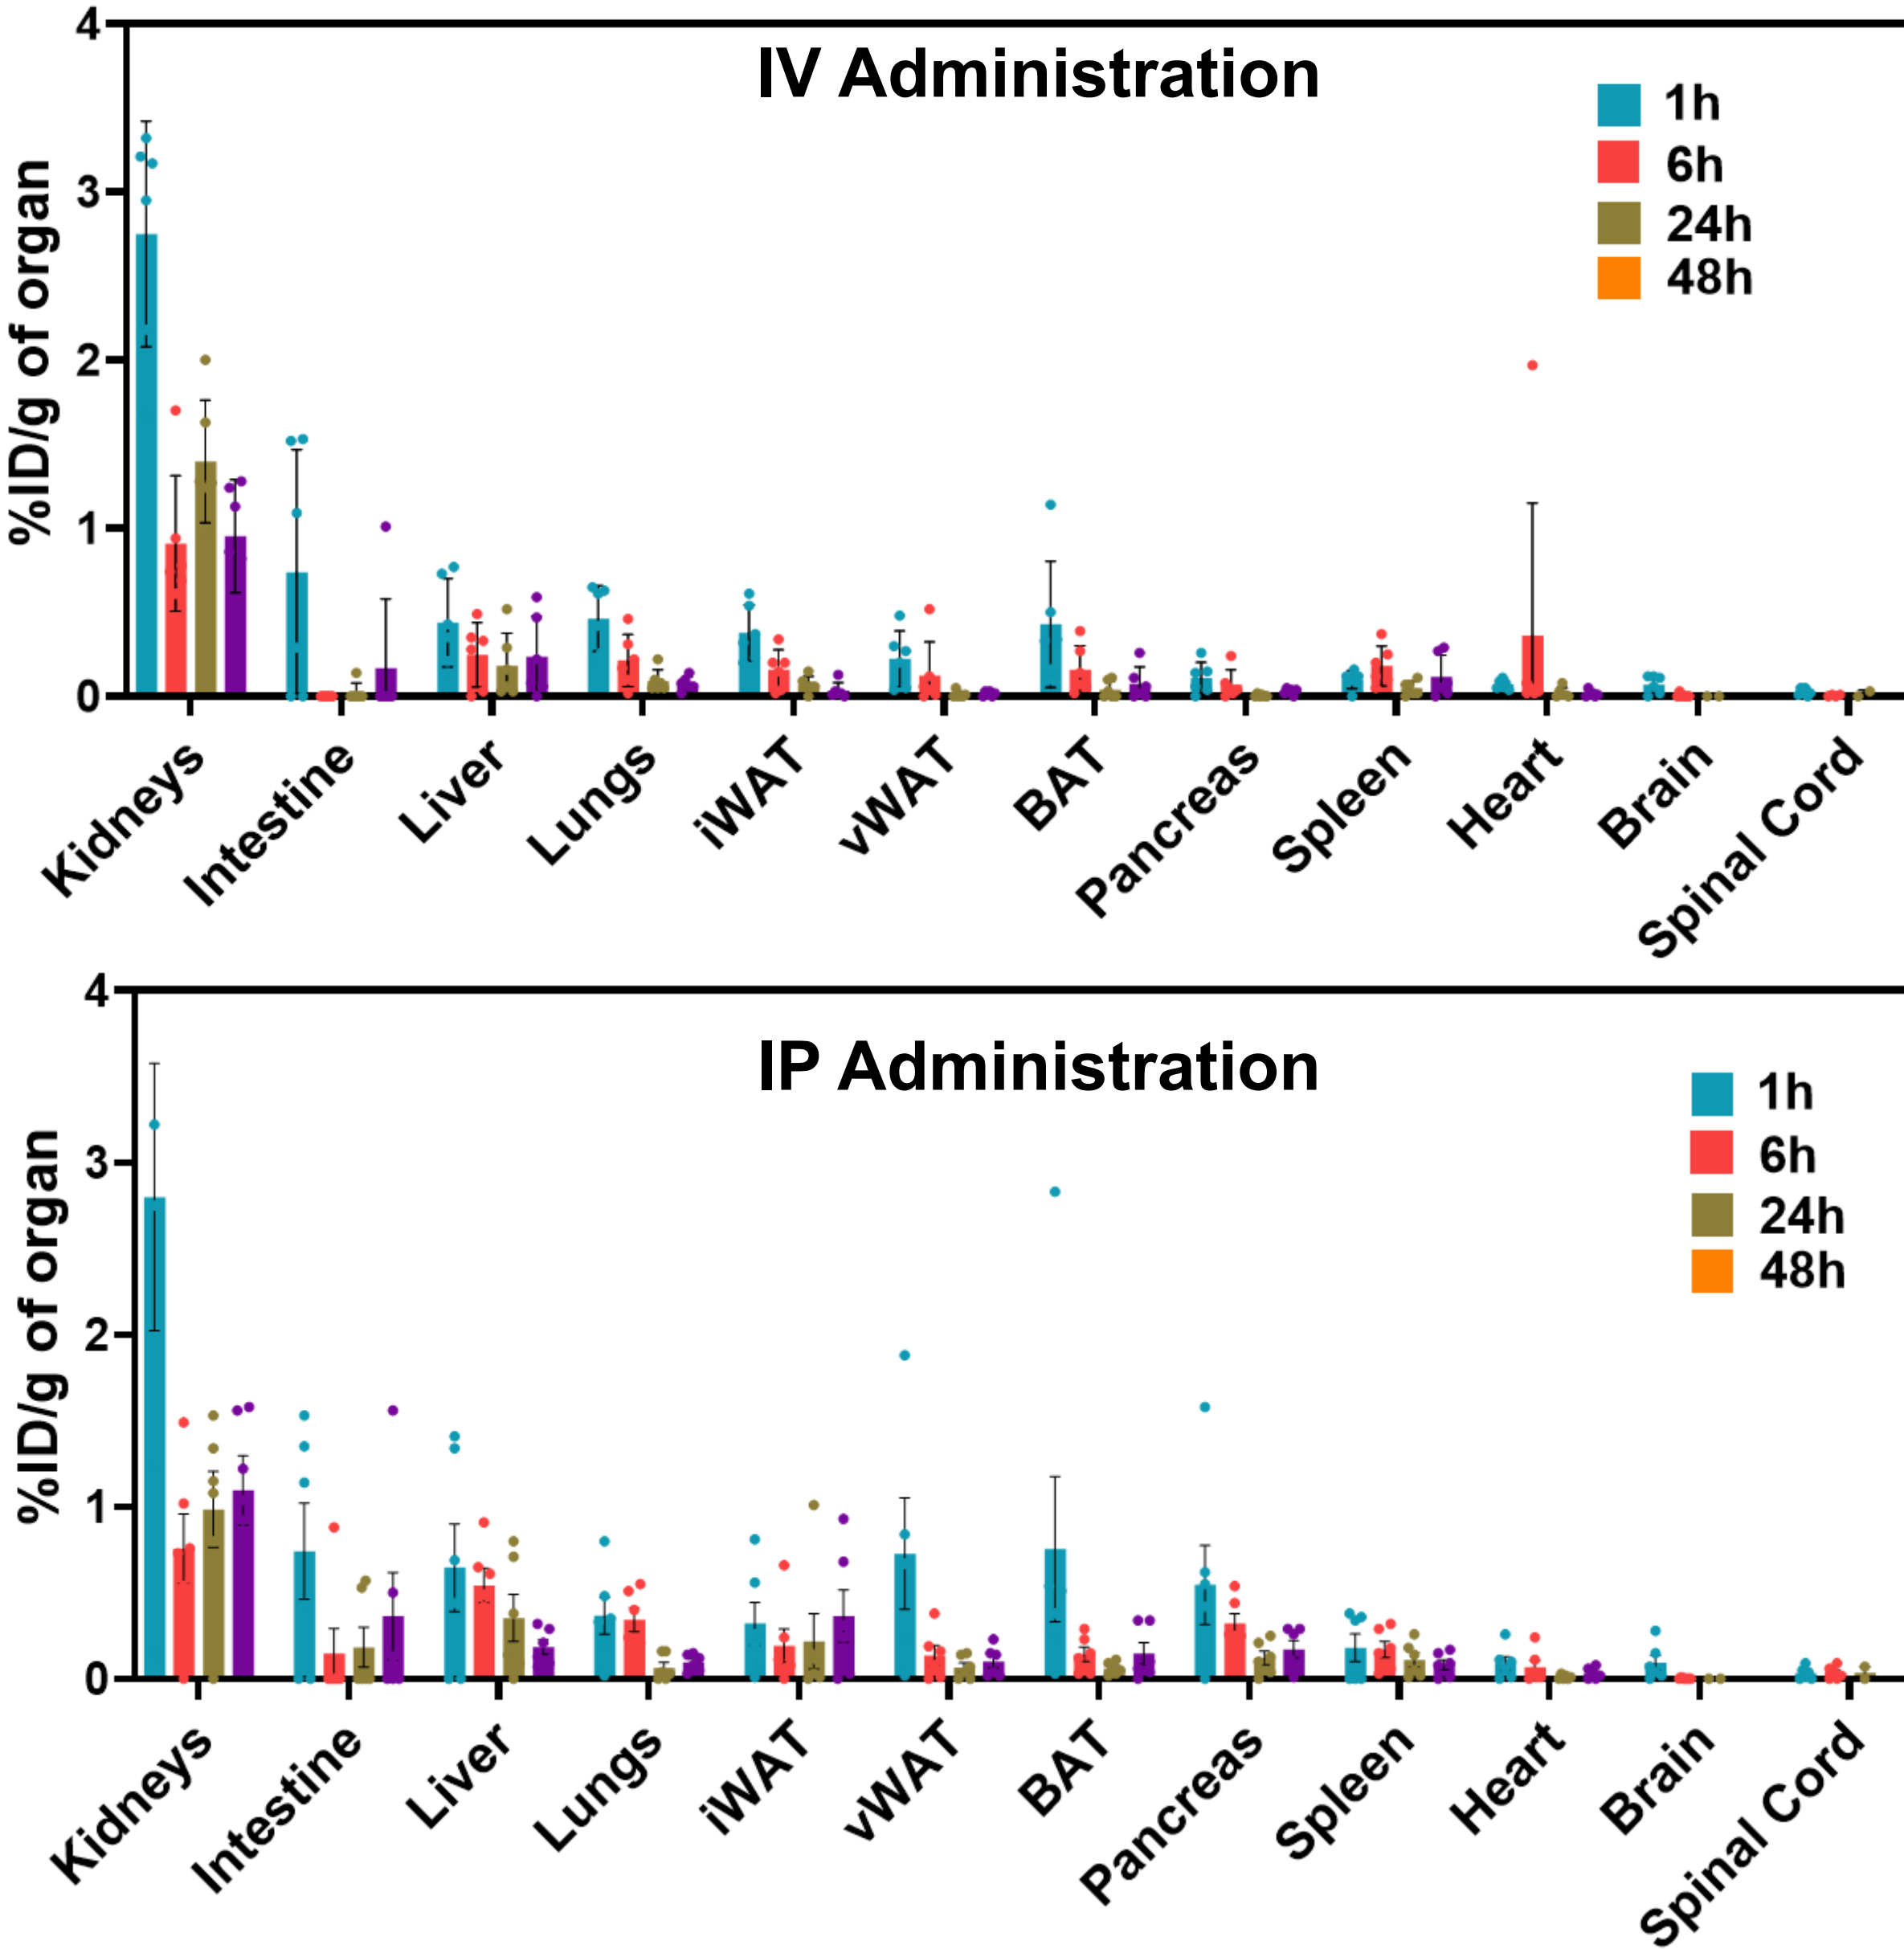 IV Administration
%ID/g of organ
4
3
2
1
0
1h
6h
24h
48h
Kidneys
Intestine
Liver
Lungs
iWAT
vWAT
BAT
Pancreas
Spleen
Heart
Brain
Spinal Cord
IP Administration
%ID/g of organ
4
3
2
1
0
1h
6h
24h
48h
Kidneys
Intestine
Liver
Lungs
iWAT
vWAT
BAT
Pancreas
Spleen
Heart
Brain
Spinal Cord